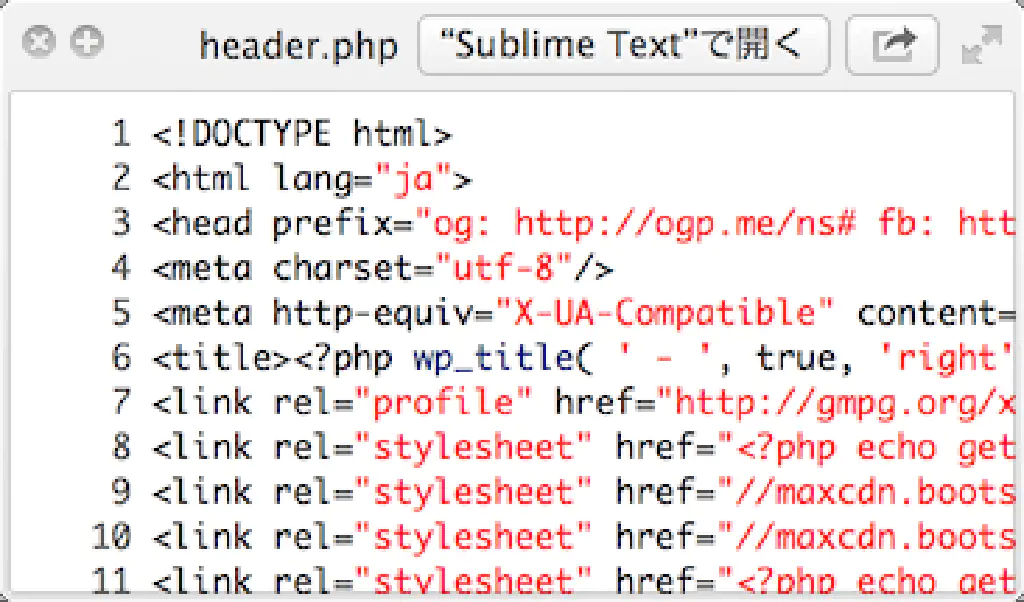 header.php “Sublime Text”で開く
1 <!DOCTYPE html>
2 <html lang="ja">
3 <head prefix="og: http://ogp.me/ns# fb: htt
4 <meta charset="utf-8"/>
5 <meta http-equiv="X-UA-Compatible" content=
6 <title><?php wp_title( ' - ', true, 'right'
7 <link rel="profile" href="http://gmpg.org/x
8 <link rel="stylesheet" href="<?php echo get
9 <link rel="stylesheet" href="//maxcdn.boots
10 <link rel="stylesheet" href="//maxcdn.boots
11 <link rel="stylesheet" href="<?php echo get